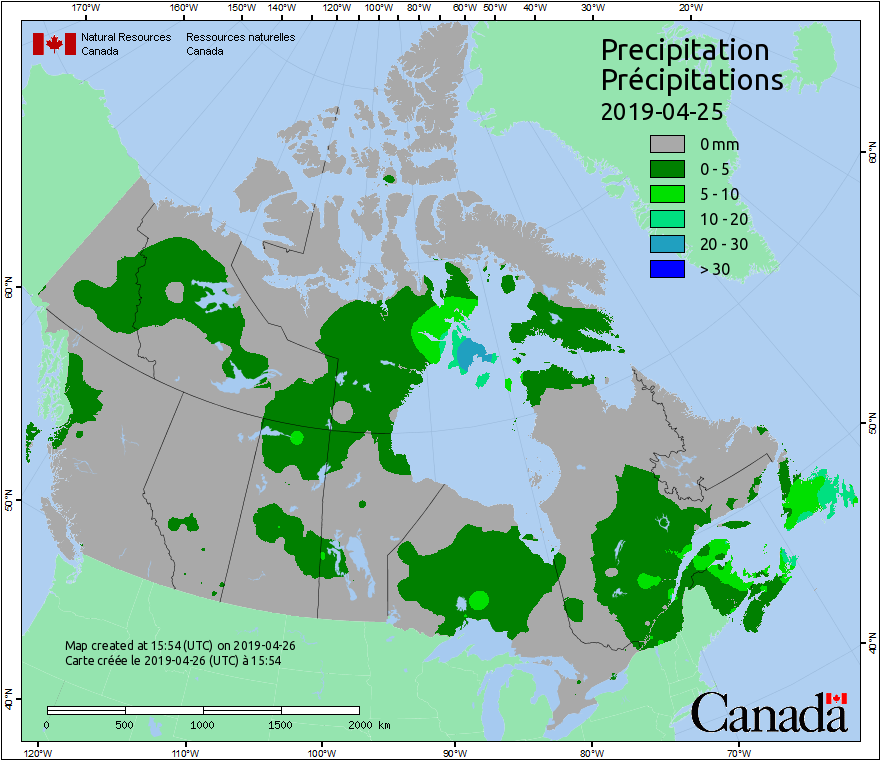 170°W 160°W 150°W 140°W 120°W 100°W 80°W 60°W 50°W 40°W 30°W 20°W
Natural Resources Ressources naturelles
Canada Canada
Precipitation
Précipitations
2019-04-25
0 mm
0 - 5
5 - 10
10 - 20
20 - 30
> 30
60°N
60°N
50°N
50°N
40°N
40°N
Map created at 15:54 (UTC) on 2019-04-26
Carte créée le 2019-04-26 (UTC) à 15:54
0 500 1000 1500 2000 km
Canada
120°W 110°W 100°W 90°W 80°W 70°W